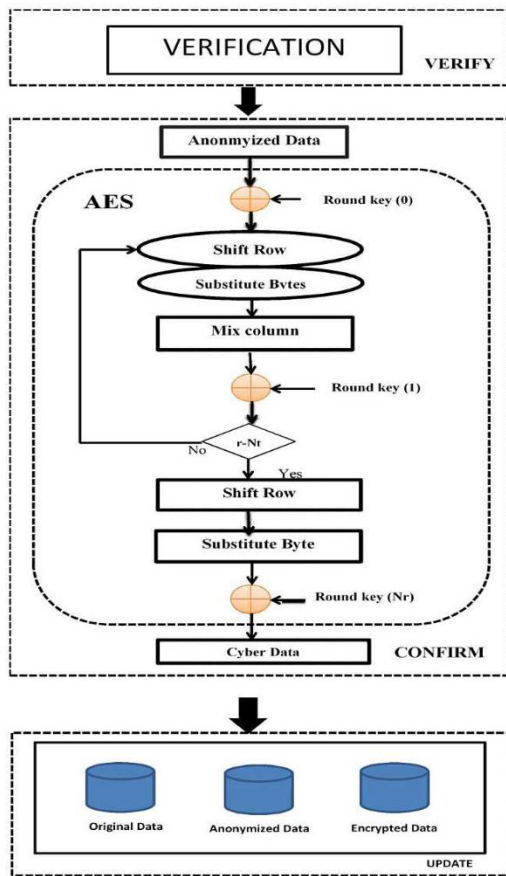 VERIFICATION
VERIFY
Anonmyized Data
AES
Round key (0)
Shift Row
Substitute Bytes
Mix column
Round key (1)
r-Nt
No
Yes
Shift Row
Substitute Byte
Round key (Nr)
Cyber Data
CONFIRM
Original Data
Anonymized Data
Encrypted Data
UPDATE